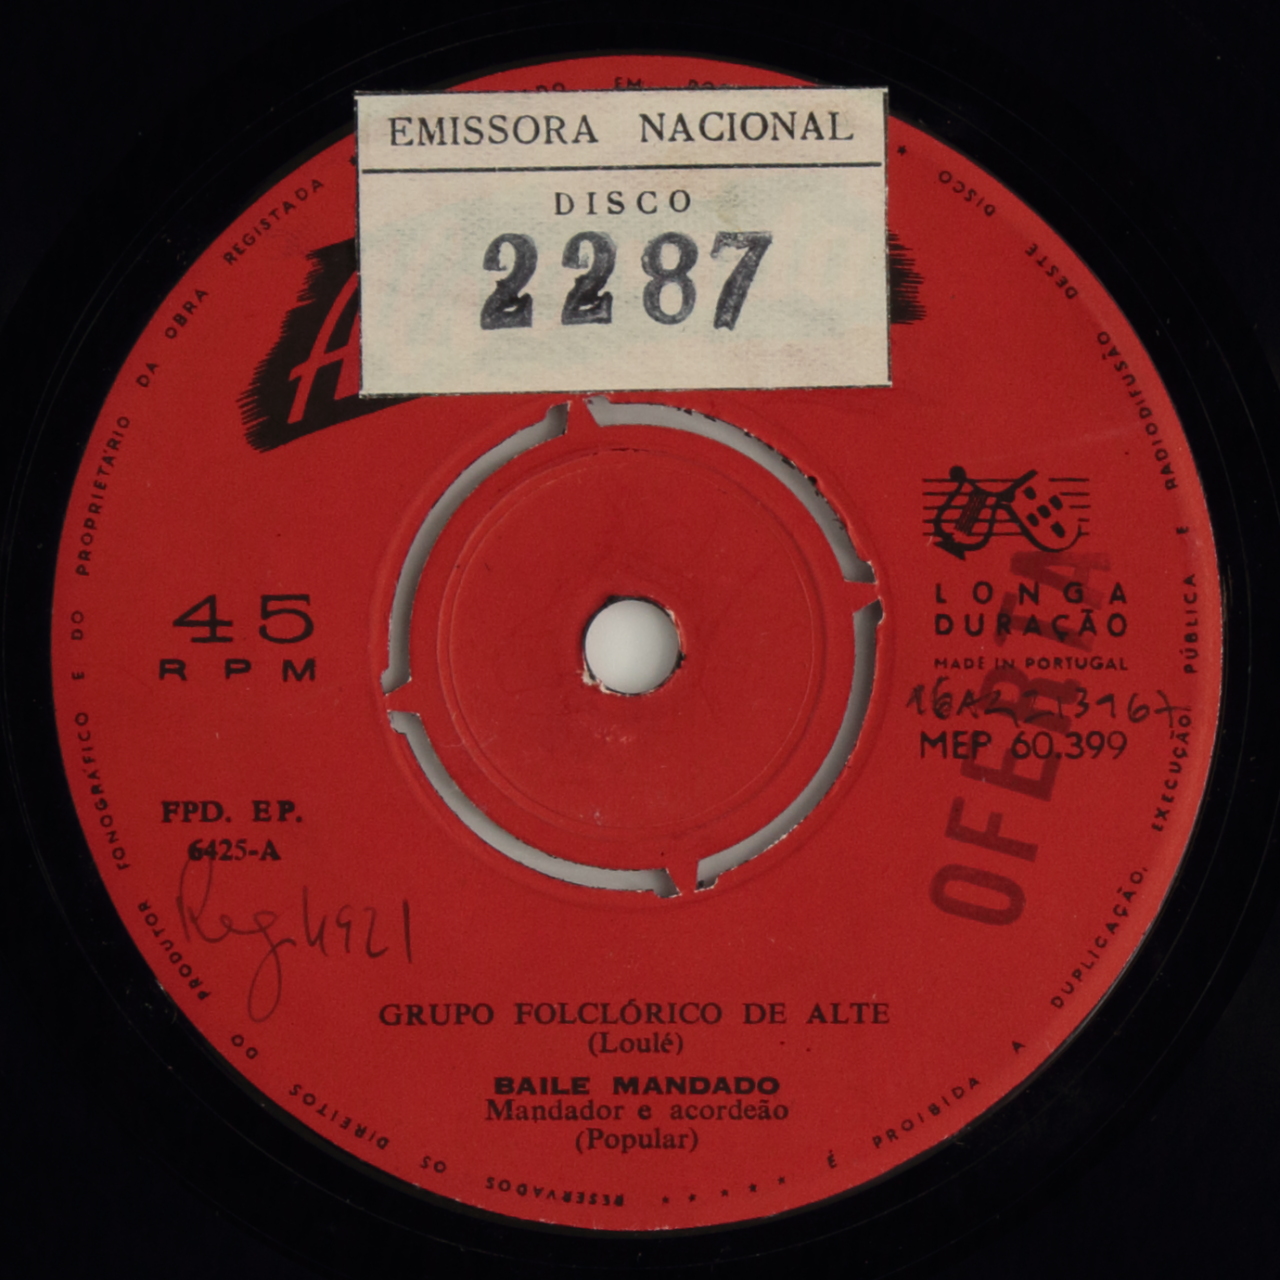 EMISSORA NACIONAL
DISCO
2287
A
45
RPM
LONGA
DURAÇÃO
MADE IN PORTUGAL
MEP 60.399
OFERTA
FPD. EP.
6425-A
Reg. 4921
GRUPO FOLCLÓRICO DE ALTE
(Loulé)
BAILE MANDADO
Mandador e acordeão
(Popular)
RESERVADOS OS DIREITOS DO PRODUTOR FONOGRÁFICO E DO PROPRIETÁRIO DA OBRA REGISTADA
EM
É PROIBIDA A DUPLICAÇÃO, EXECUÇÃO PÚBLICA E RADIODIFUSÃO DESTE DISCO